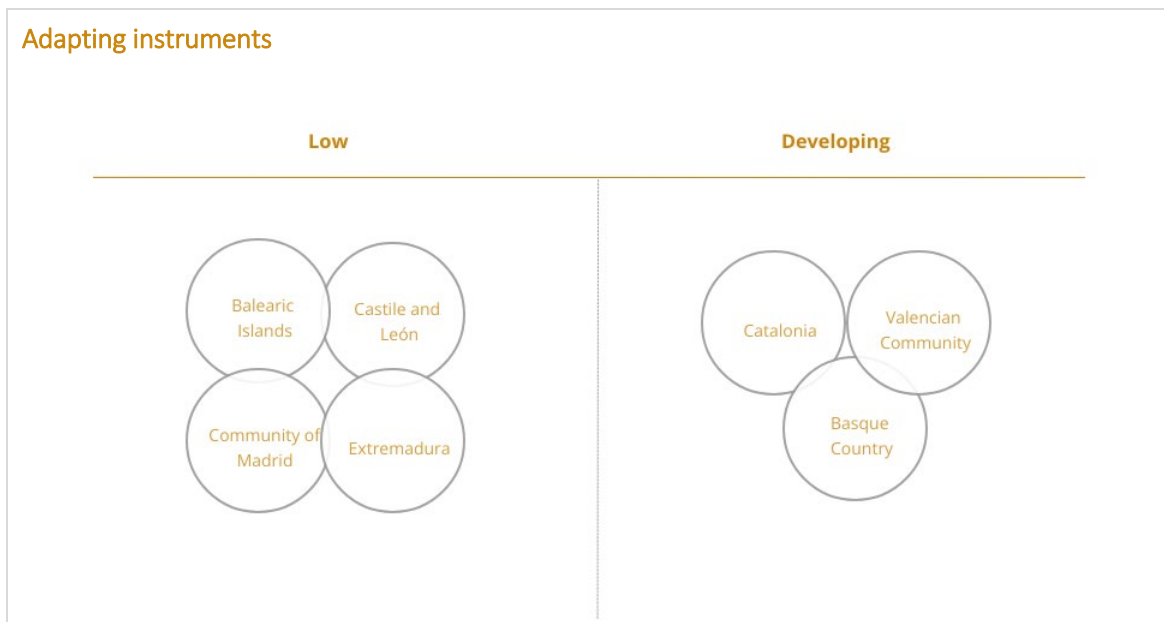 Adapting instruments
Low
Developing
Balearic
Islands
Castile and
León
Community of
Madrid
Extremadura
Catalonia
Valencian
Community
Basque
Country